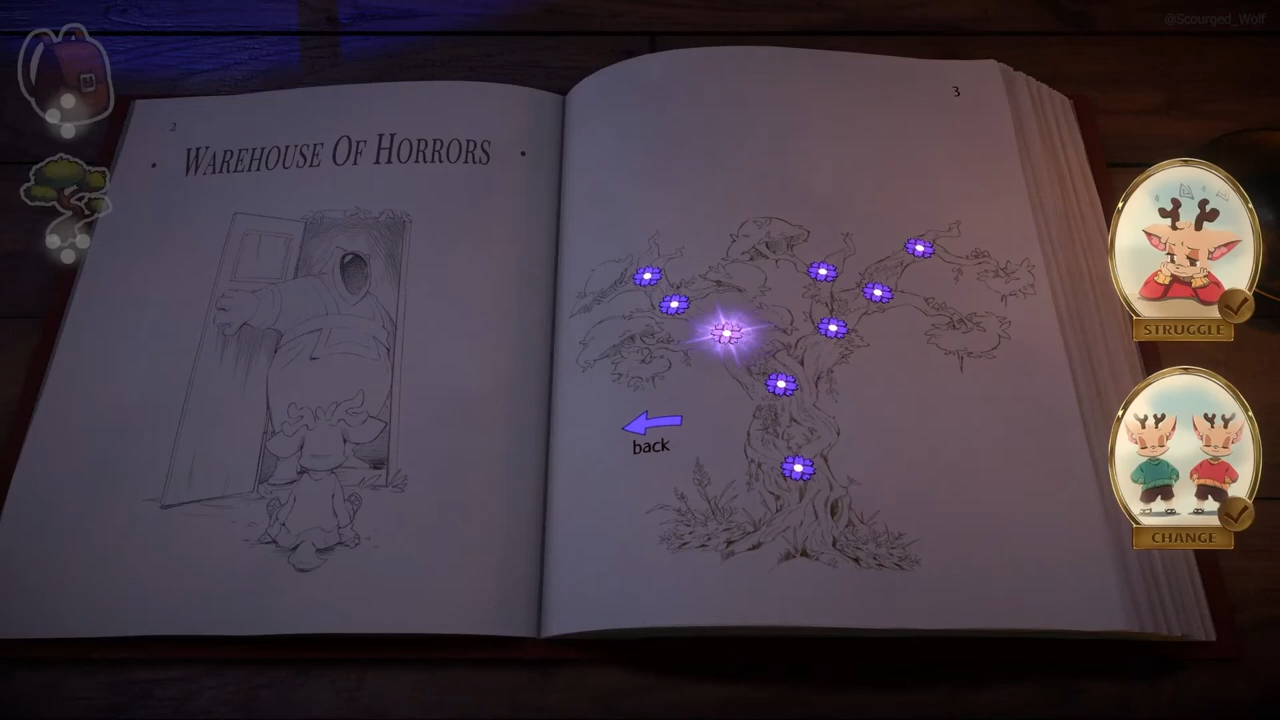 @Scourged_Wolf
3
2
• WAREHOUSE OF HORRORS •
STRUGGLE
back
CHANGE